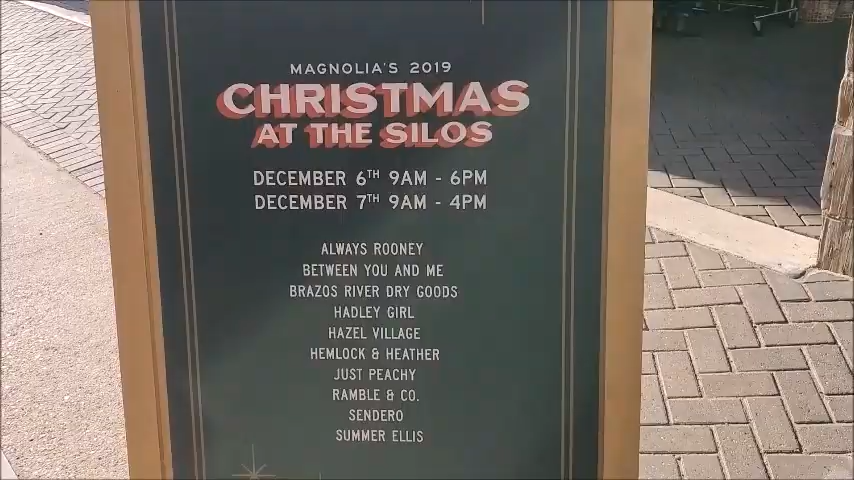 MAGNOLIA'S 2019
CHRISTMAS
AT THE SILOS
DECEMBER 6TH 9AM - 6PM
DECEMBER 7TH 9AM - 4PM
ALWAYS ROONEY
BETWEEN YOU AND ME
BRAZOS RIVER DRY GOODS
HADLEY GIRL
HAZEL VILLAGE
HEMLOCK & HEATHER
JUST PEACHY
RAMBLE & CO.
SENDERO
SUMMER ELLIS